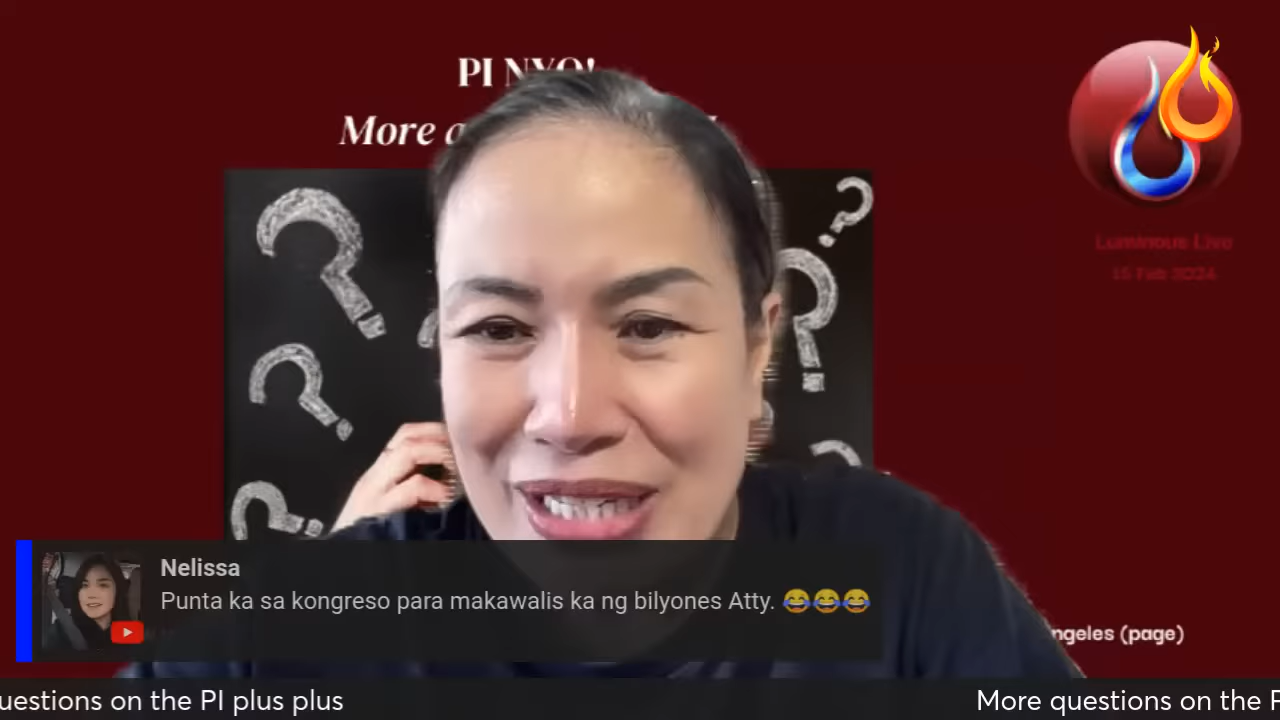 PI NYO!
More
Luminous Live
15 Feb 2024
Nelissa
Punta ka sa kongreso para makawalis ka ng bilyones Atty. 😂😂😂
ngeles (page)
uestions on the PI plus plus
More questions on the P